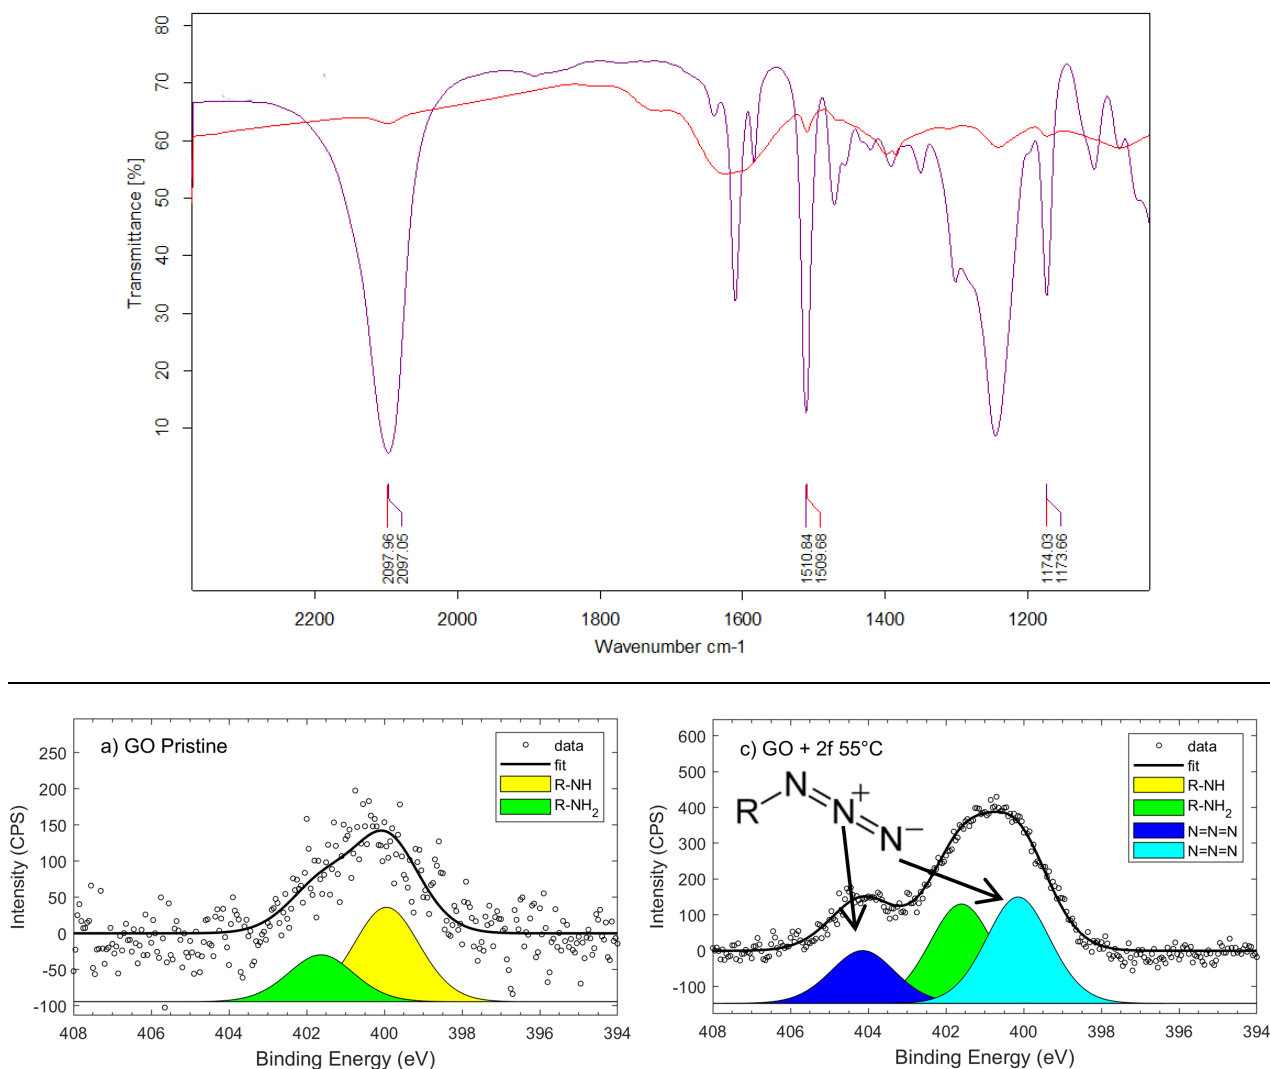 Transmittance [%]
80
70
60
50
40
30
20
10
2097.96
2097.05
1510.84
1509.68
1174.03
1173.66
2200
2000
1800
1600
1400
1200
Wavenumber cm-1
a) GO Pristine
data
fit
R-NH
R-NH2
Intensity (CPS)
250
200
150
100
50
0
-50
-100
408
406
404
402
400
398
396
394
Binding Energy (eV)
c) GO + 2f 55°C
R N N + N −
data
fit
R-NH
R-NH2
N=N=N
N=N=N
Intensity (CPS)
600
500
400
300
200
100
0
-100
408
406
404
402
400
398
396
394
Binding Energy (eV)